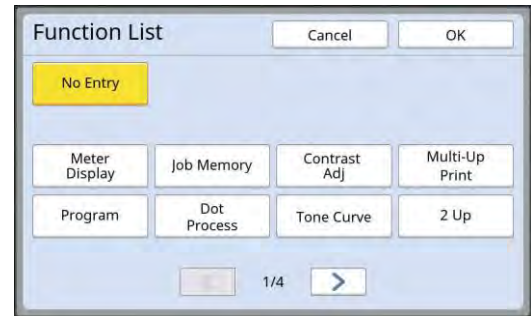 Function List
Cancel
OK
No Entry
Meter
Display
Job Memory
Contrast
Adj
Multi-Up
Print
Program
Dot
Process
Tone Curve
2 Up
1/4